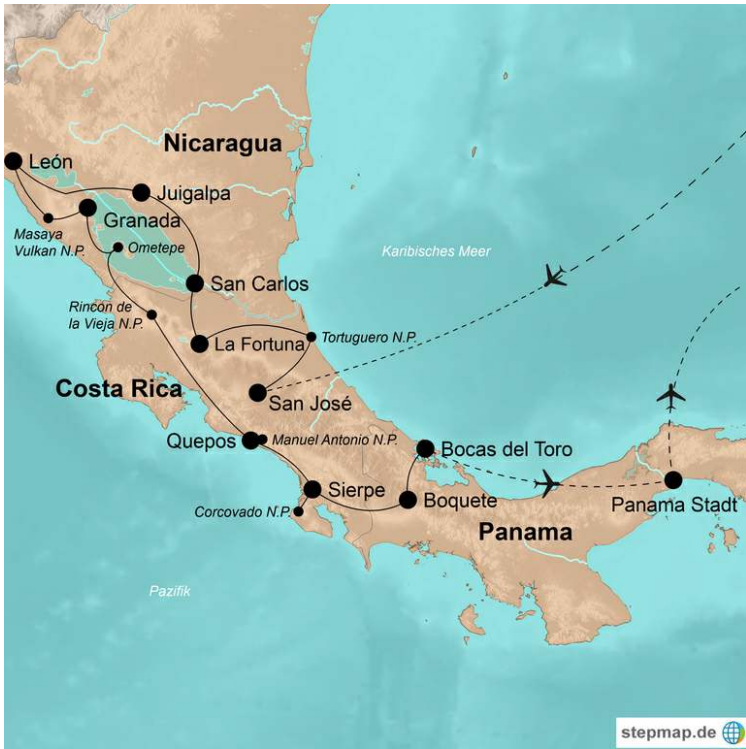 Nicaragua
León
Juigalpa
Granada
Masaya
Vulkan N.P.
Ometepe
Karibisches Meer
San Carlos
Rincón de
la Vieja N.P.
La Fortuna
Tortuguero N.P.
Costa Rica
San José
Quepos
Manuel Antonio N.P.
Bocas del Toro
Sierpe
Boquete
Panama Stadt
Corcovado N.P.
Panama
Pazifik
stepmap.de